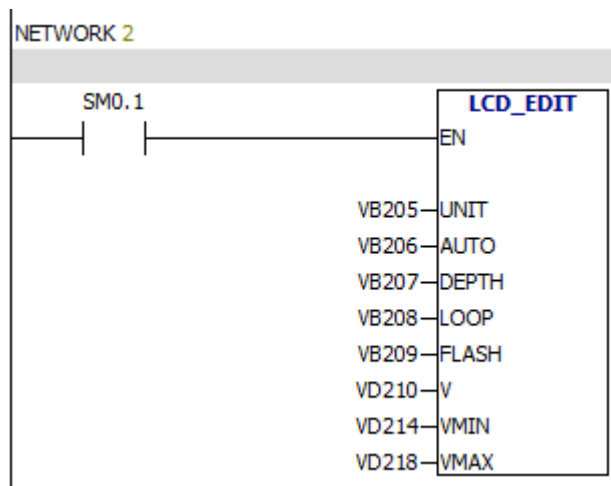 NETWORK 2
SM0.1
LCD_EDIT
EN
VB205 UNIT
VB206 AUTO
VB207 DEPTH
VB208 LOOP
VB209 FLASH
VD210 V
VD214 VMIN
VD218 VMAX